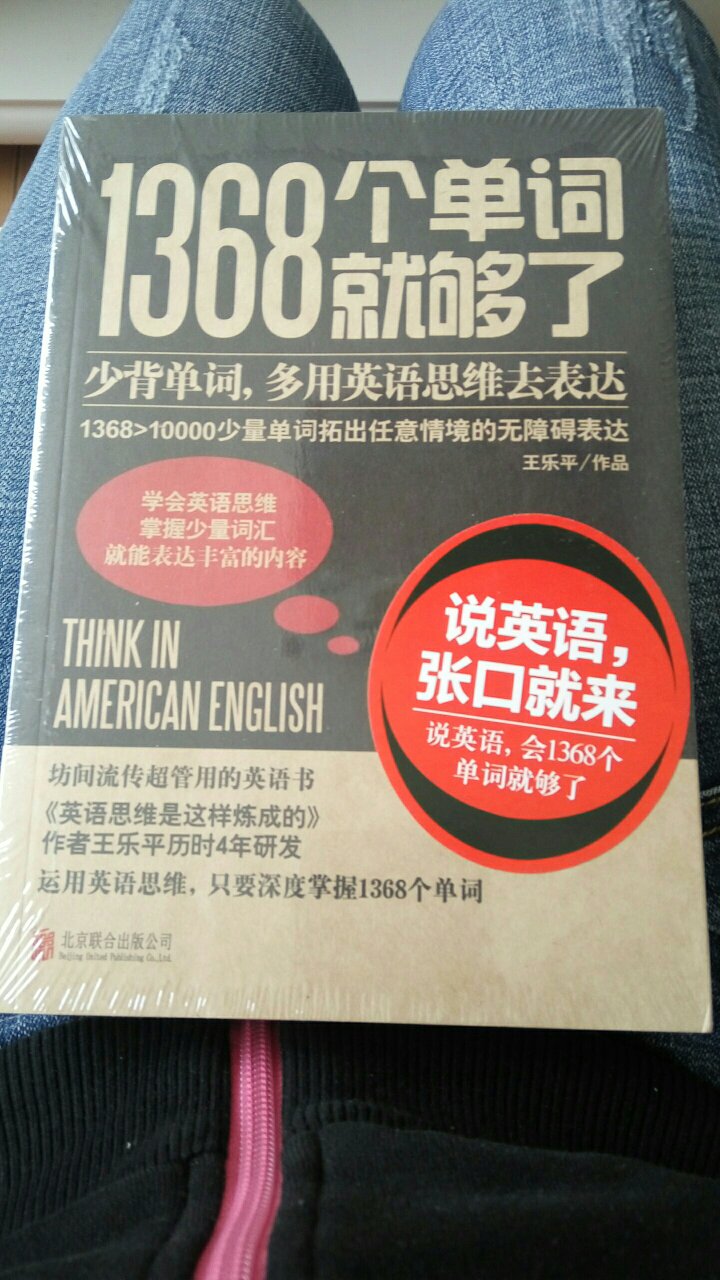 1368个单词
就够了
少背单词，多用英语思维去表达
1368>10000少量单词拓出任意情境的无障碍表达
王乐平/作品
学会英语思维
掌握少量词汇
就能表达丰富的内容
THINK IN
AMERICAN ENGLISH
说英语，
张口就来
说英语，会1368个
单词就够了
坊间流传超管用的英语书
《英语思维是这样炼成的》
作者王乐平历时4年研发
运用英语思维，只要深度掌握1368个单词
北京联合出版公司
Beijing United Publishing Co.,Ltd.